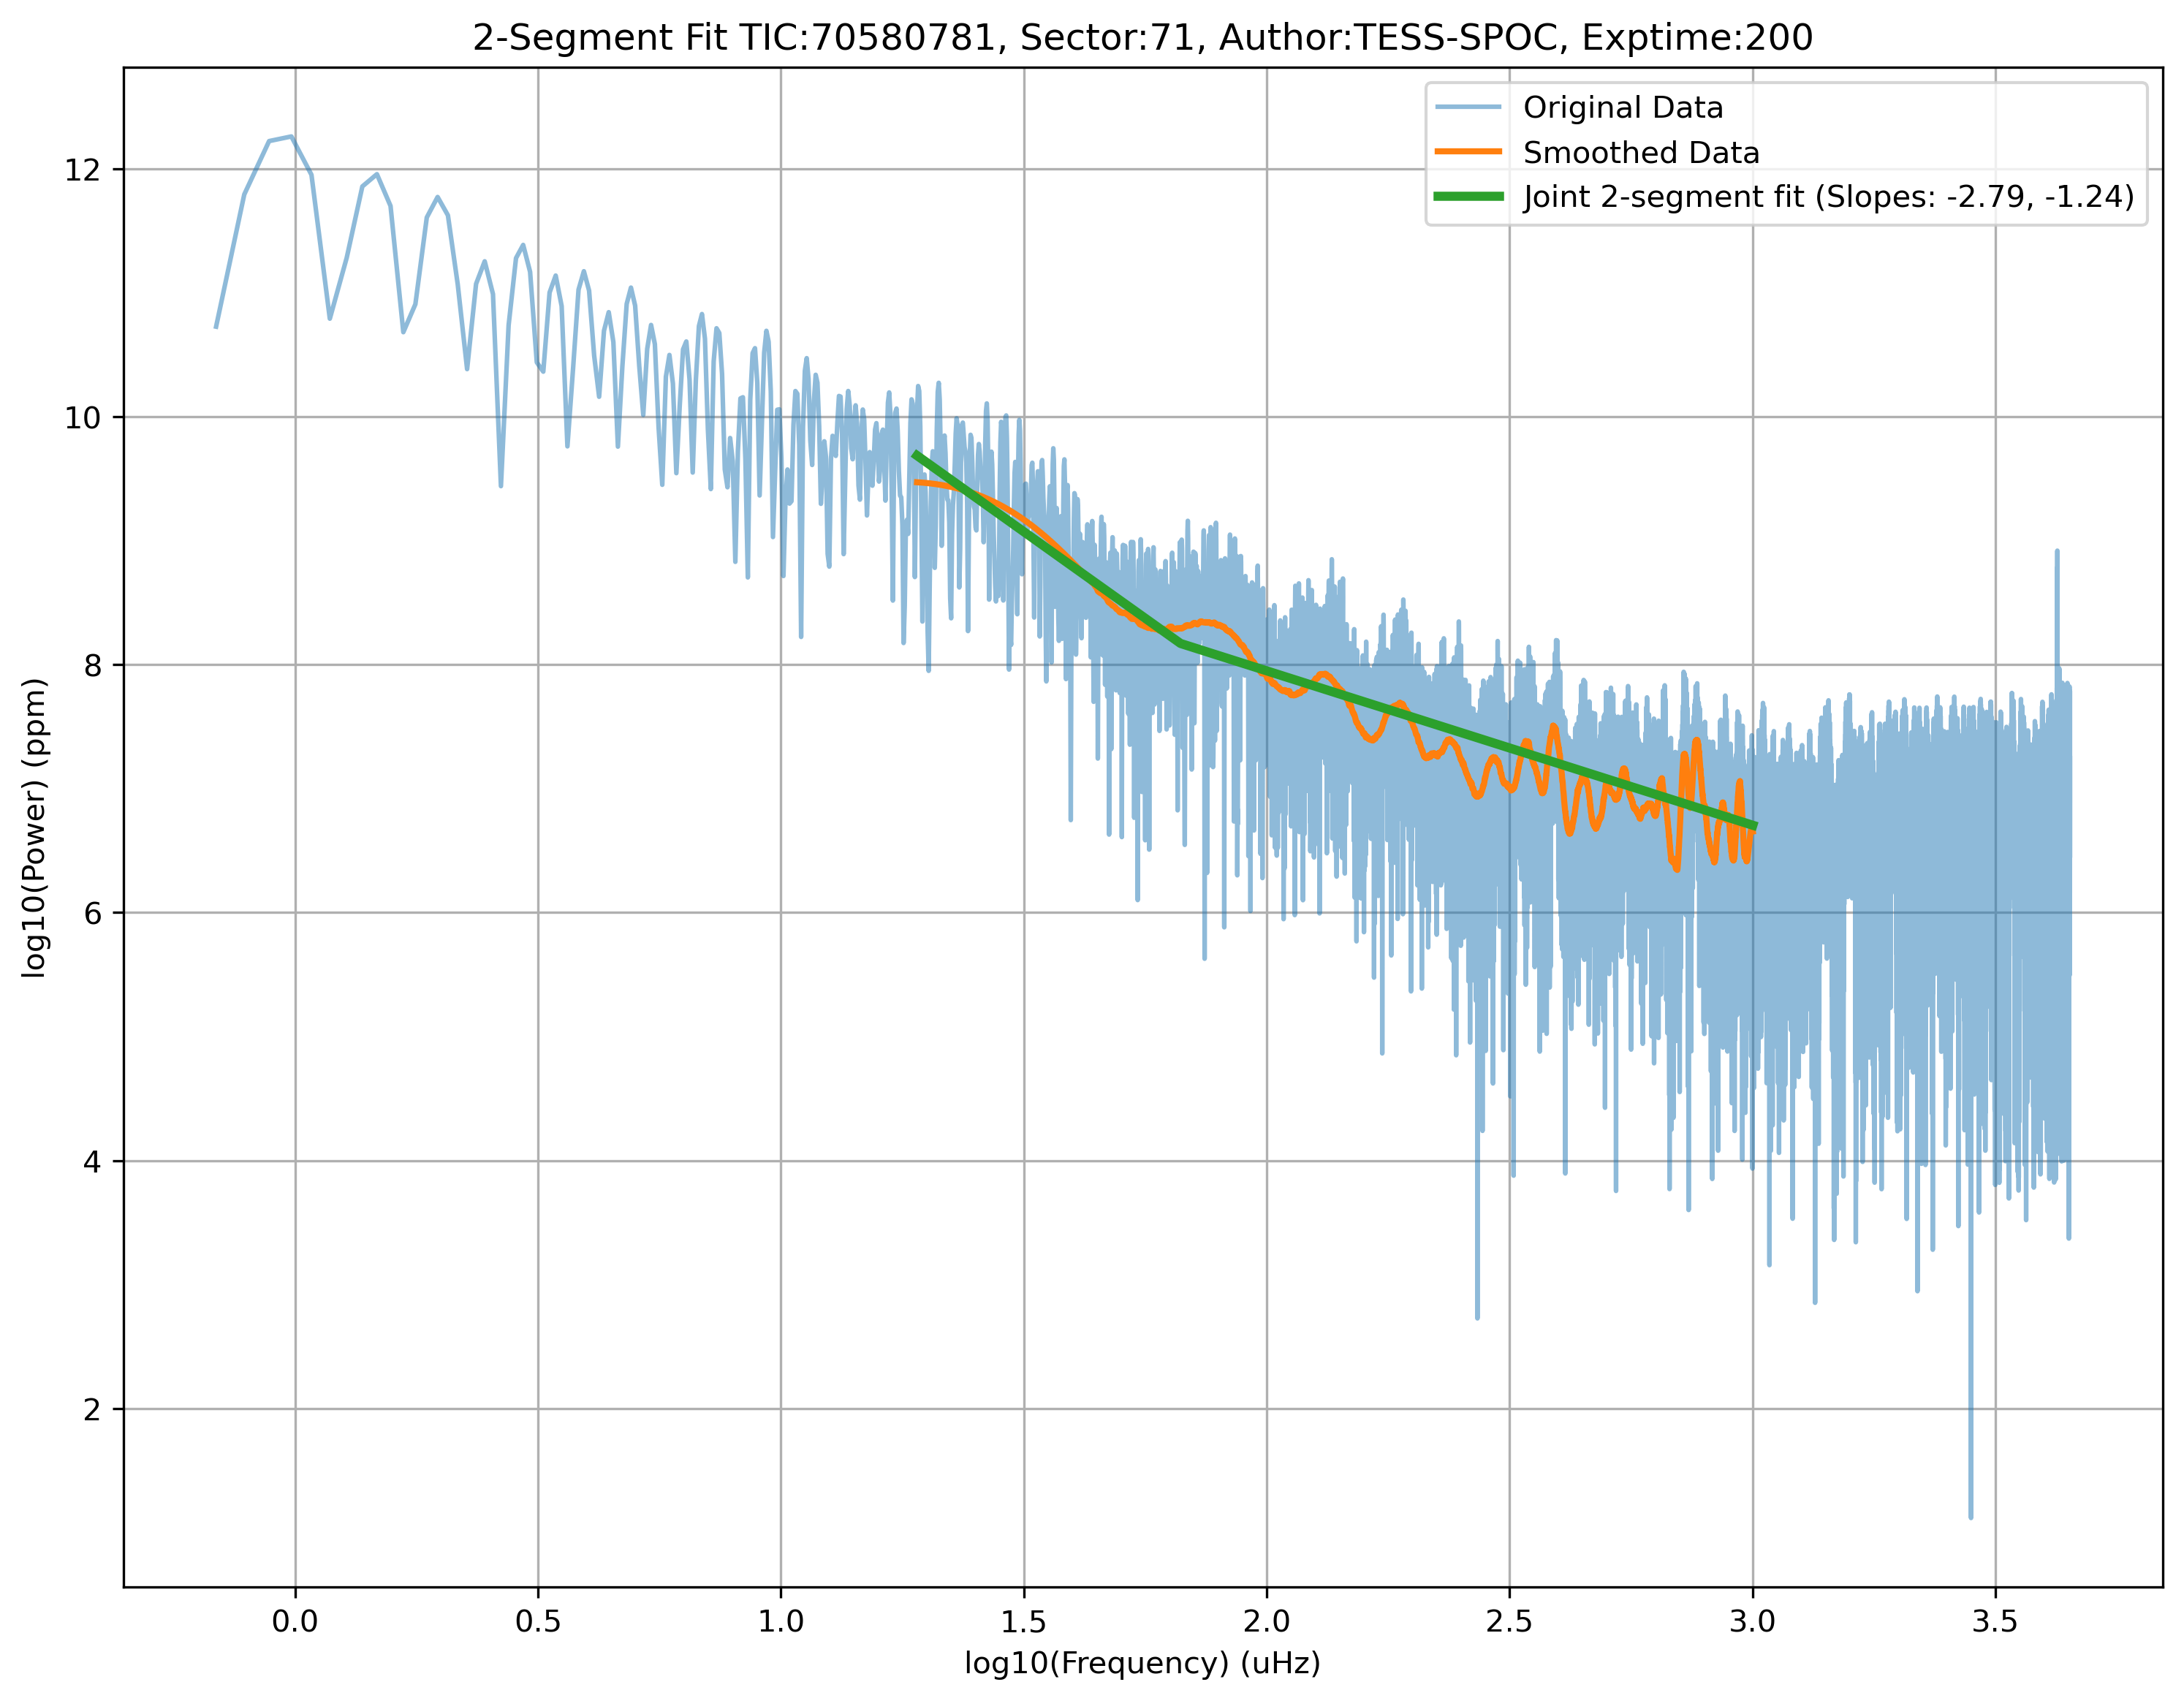 2-Segment Fit TIC:70580781, Sector:71, Author:TESS-SPOC, Exptime:200
Original Data
Smoothed Data
Joint 2-segment fit (Slopes: -2.79, -1.24)
log10(Power) (ppm)
12
10
8
6
4
2
0.0 0.5 1.0 1.5 2.0 2.5 3.0 3.5
log10(Frequency) (uHz)